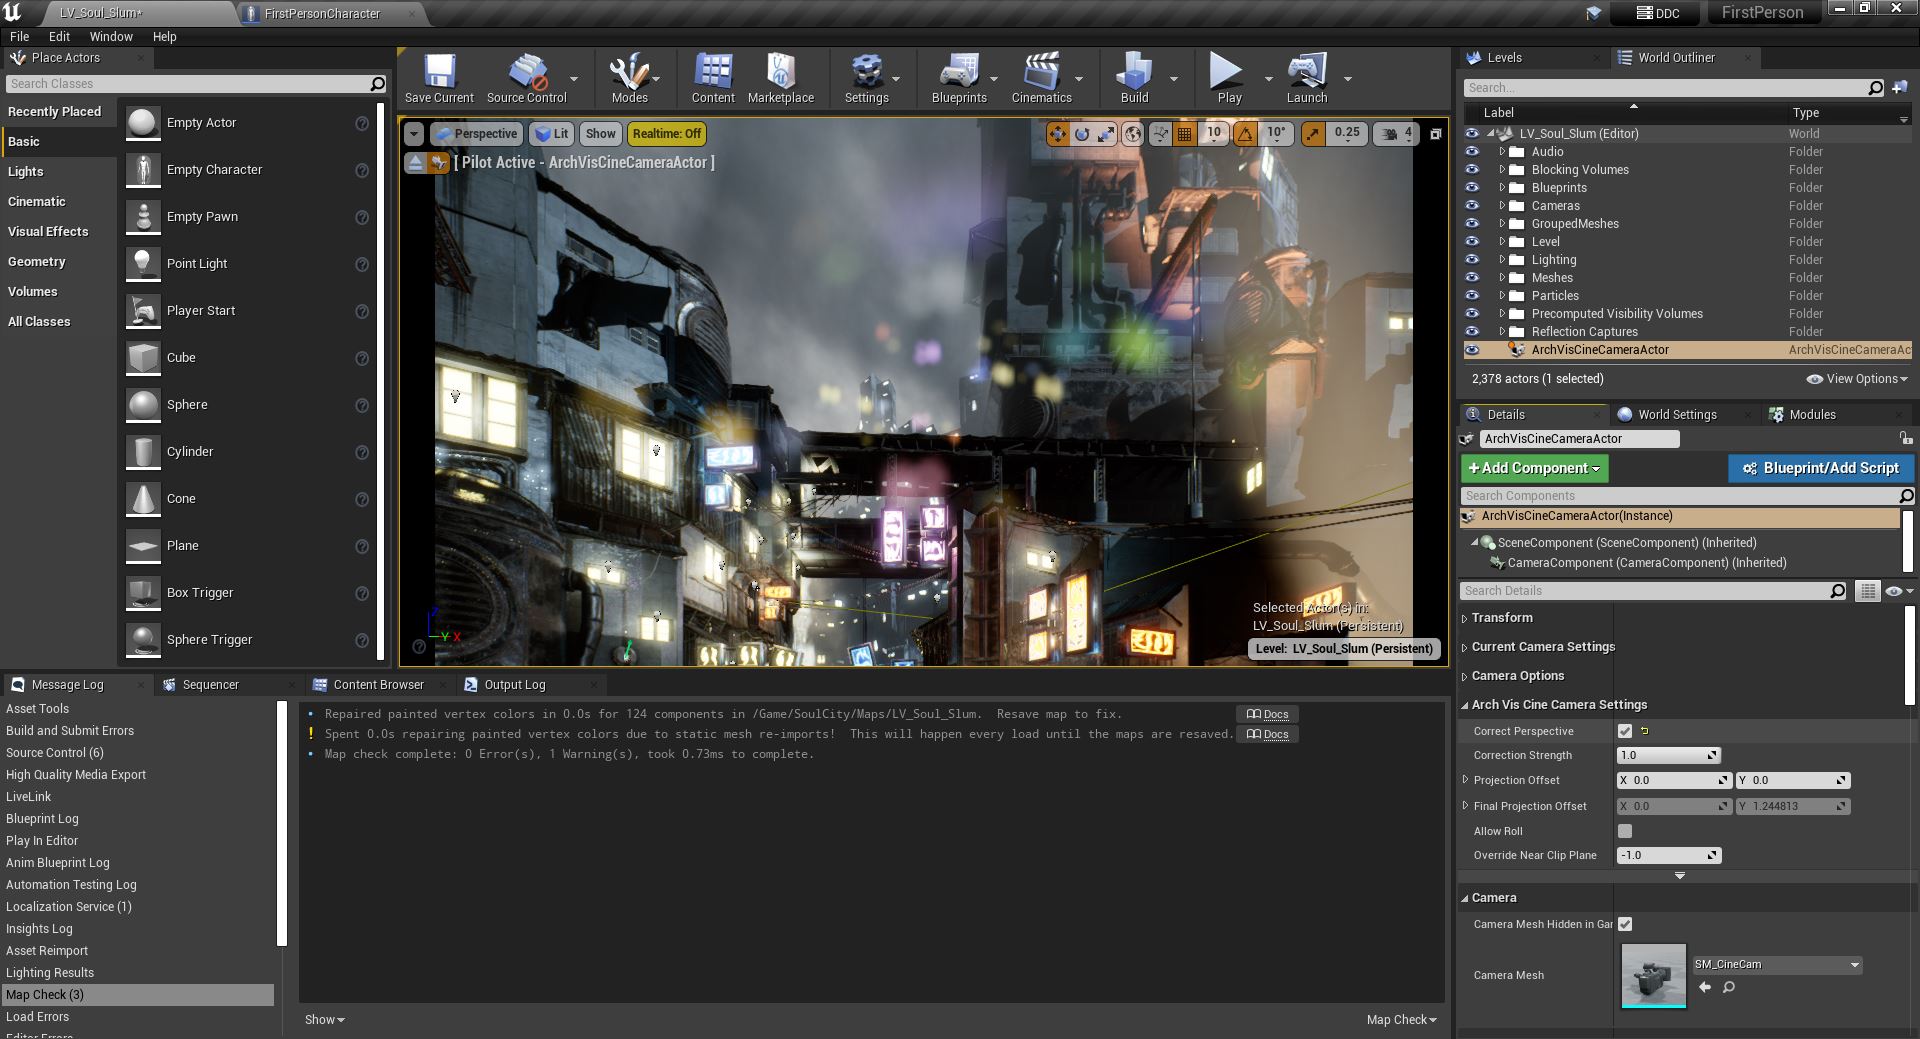 LV_Soul_Slum*
FirstPersonCharacter
DDC
FirstPerson
File Edit Window Help
Place Actors
Search Classes
Recently Placed
Basic
Lights
Cinematic
Visual Effects
Geometry
Volumes
All Classes
Empty Actor
Empty Character
Empty Pawn
Point Light
Player Start
Cube
Sphere
Cylinder
Cone
Plane
Box Trigger
Sphere Trigger
Save Current
Source Control
Modes
Content
Marketplace
Settings
Blueprints
Cinematics
Build
Play
Launch
Perspective
Lit
Show
Realtime: Off
10
10°
0.25
4
[ Pilot Active - ArchVisCineCameraActor ]
Z
Y X
Selected Actor(s) in:
LV_Soul_Slum (Persistent)
Level: LV_Soul_Slum (Persistent)
Levels
World Outliner
Search...
Label Type
LV_Soul_Slum (Editor) World
Audio Folder
Blocking Volumes Folder
Blueprints Folder
Cameras Folder
GroupedMeshes Folder
Level Folder
Lighting Folder
Meshes Folder
Particles Folder
Precomputed Visibility Volumes Folder
Reflection Captures Folder
ArchVisCineCameraActor ArchVisCineCameraAc
2,378 actors (1 selected)
View Options
Details
World Settings
Modules
ArchVisCineCameraActor
+Add Component
Blueprint/Add Script
Search Components
ArchVisCineCameraActor(Instance)
SceneComponent (SceneComponent) (Inherited)
CameraComponent (CameraComponent) (Inherited)
Search Details
Transform
Current Camera Settings
Camera Options
Arch Vis Cine Camera Settings
Correct Perspective
Correction Strength 1.0
Projection Offset X 0.0 Y 0.0
Final Projection Offset X 0.0 Y 1.244813
Allow Roll
Override Near Clip Plane -1.0
Camera
Camera Mesh Hidden in Gar
Camera Mesh
SM_CineCam
Message Log
Sequencer
Content Browser
Output Log
Asset Tools
Build and Submit Errors
Source Control (6)
High Quality Media Export
LiveLink
Blueprint Log
Play In Editor
Anim Blueprint Log
Automation Testing Log
Localization Service (1)
Insights Log
Asset Reimport
Lighting Results
Map Check (3)
Load Errors
Editor Errors
Repaired painted vertex colors in 0.0s for 124 components in /Game/SoulCity/Maps/LV_Soul_Slum. Resave map to fix. Docs
Spent 0.0s repairing painted vertex colors due to static mesh re-imports! This will happen every load until the maps are resaved. Docs
Map check complete: 0 Error(s), 1 Warning(s), took 0.73ms to complete.
Show
Map Check